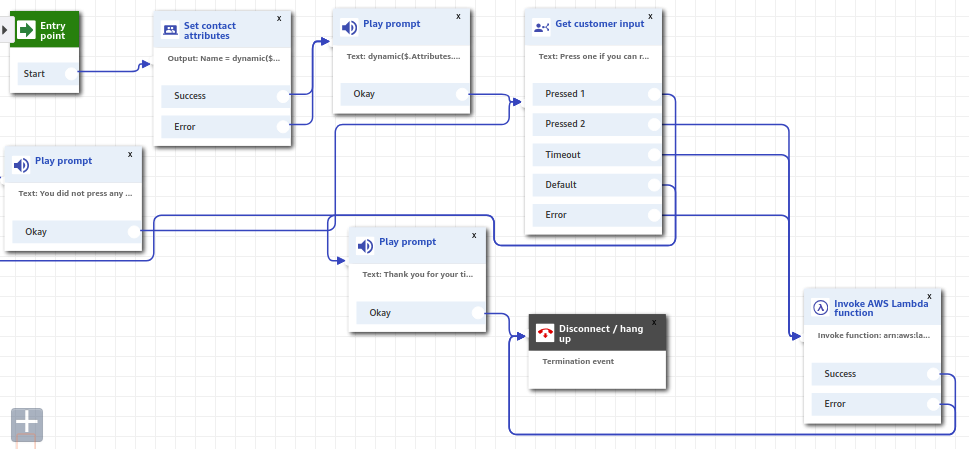 Entry
point
Start
x
Set contact
attributes
Output: Name = dynamic($...
Success
Error
x
Play prompt
Text: dynamic($.Attributes....
Okay
x
Get customer input
Text: Press one if you can r...
Pressed 1
Pressed 2
Timeout
Default
Error
x
Play prompt
Text: You did not press any ...
Okay
x
Play prompt
Text: Thank you for your ti...
Okay
x
Disconnect / hang
up
Termination event
x
Invoke AWS Lambda
function
Invoke function: arn:aws:la...
Success
Error